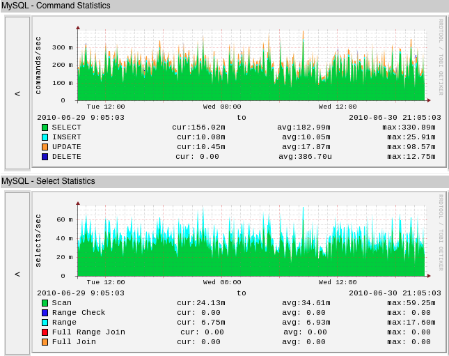 MySQL - Command Statistics
<
commands/sec
300 m
200 m
100 m
0
Tue 12:00 Wed 00:00 Wed 12:00
2010-06-29 9:05:03 to 2010-06-30 21:05:03
SELECT cur:156.02m avg:182.99m max:330.89m
INSERT cur:10.08m avg:10.05m max:25.91m
UPDATE cur:10.45m avg:17.87m max:98.57m
DELETE cur: 0.00 avg:386.70u max:12.75m
RRDTOOL / TOBI OETIKER
MySQL - Select Statistics
<
selects/sec
60 m
40 m
20 m
0
Tue 12:00 Wed 00:00 Wed 12:00
2010-06-29 9:05:03 to 2010-06-30 21:05:03
Scan cur:24.13m avg:34.61m max:59.25m
Range Check cur: 0.00 avg: 0.00 max: 0.00
Range cur: 6.75m avg: 6.93m max:17.60m
Full Range Join cur: 0.00 avg: 0.00 max: 0.00
Full Join cur: 0.00 avg: 0.00 max: 0.00
RRDTOOL / TOBI OETIKER